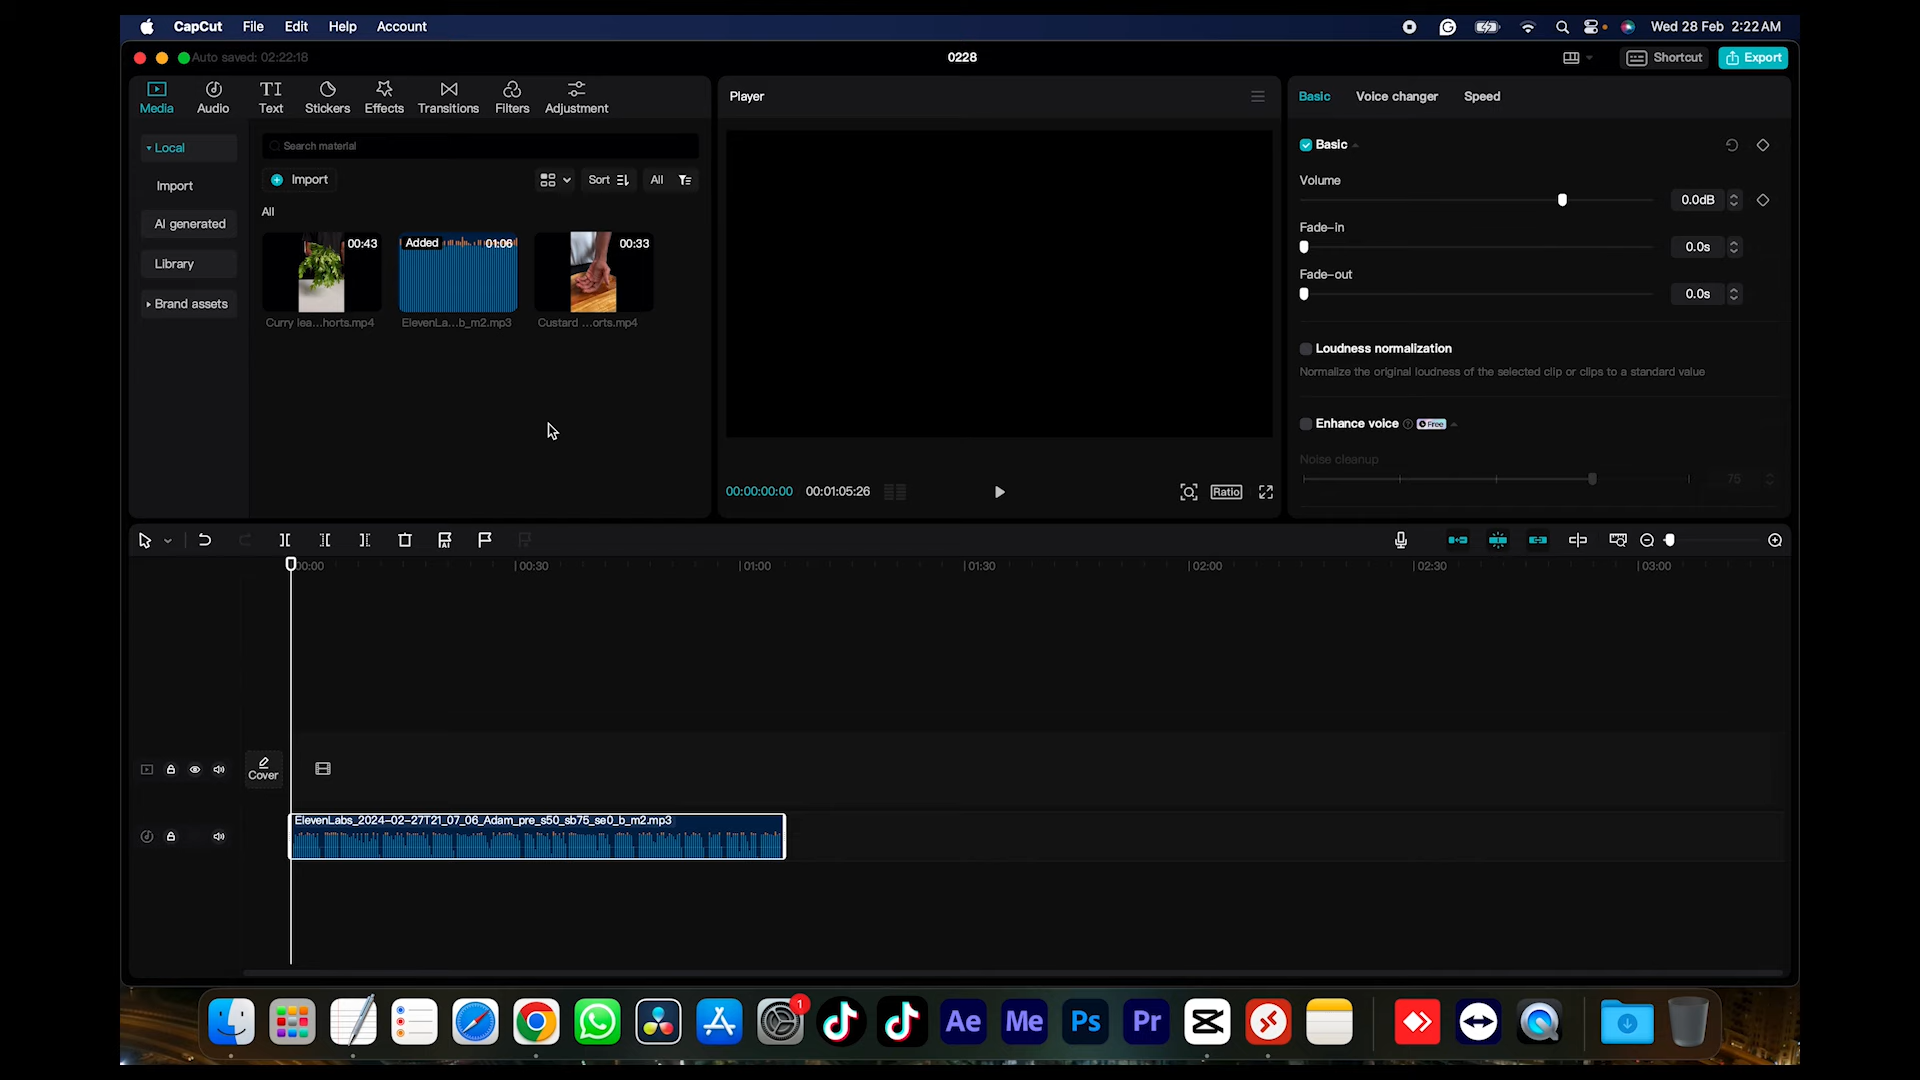 CapCut File Edit Help Account
Wed 28 Feb 2:22 AM
Auto saved: 02:22:18
0228
Shortcut
Export
Media Audio Text Stickers Effects Transitions Filters Adjustment
Player
Basic Voice changer Speed
Local
Import
AI generated
Library
Brand assets
Search material
Import
Sort
All
All
00:43
Added 01:06
00:33
Curry lea...horts.mp4
ElevenLa...b_m2.mp3
Custard ...orts.mp4
00:00:00:00 00:01:05:26
Ratio
Basic
Volume
0.0dB
Fade-in
0.0s
Fade-out
0.0s
Loudness normalization
Normalize the original loudness of the selected clip or clips to a standard value
Enhance voice
Free
Noise cleanup
75
AI
00:00 00:30 01:00 01:30 02:00 02:30 03:00
Cover
ElevenLabs_2024-02-27T21_07_06_Adam_pre_s50_sb75_se0_b_m2.mp3
1
Ae Me Ps Pr